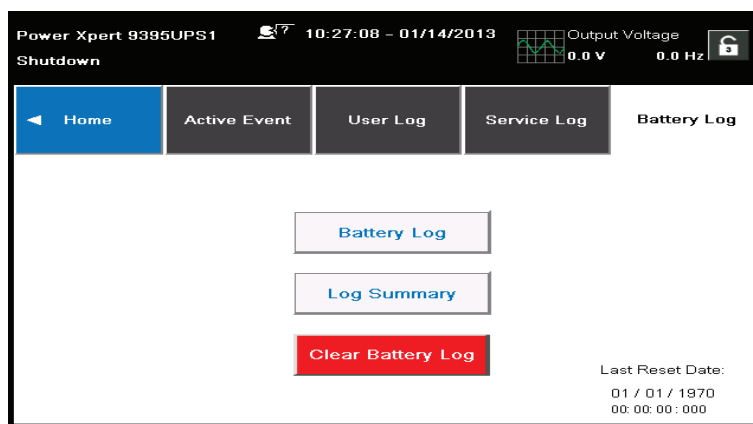 Power Xpert 9395UPS1
?
10:27:08 - 01/14/2013
Output Voltage
Shutdown
0.0 V
0.0 Hz
Home
Active Event
User Log
Service Log
Battery Log
Battery Log
Log Summary
Clear Battery Log
Last Reset Date:
01 / 01 / 1970
00: 00: 00 : 000